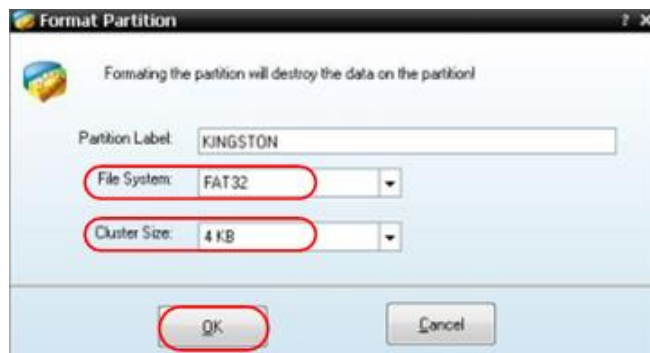 Format Partition ? X
Formating the partition will destroy the data on the partition!
Partition Label: KINGSTON
File System: FAT32
Cluster Size: 4 KB
OK Cancel